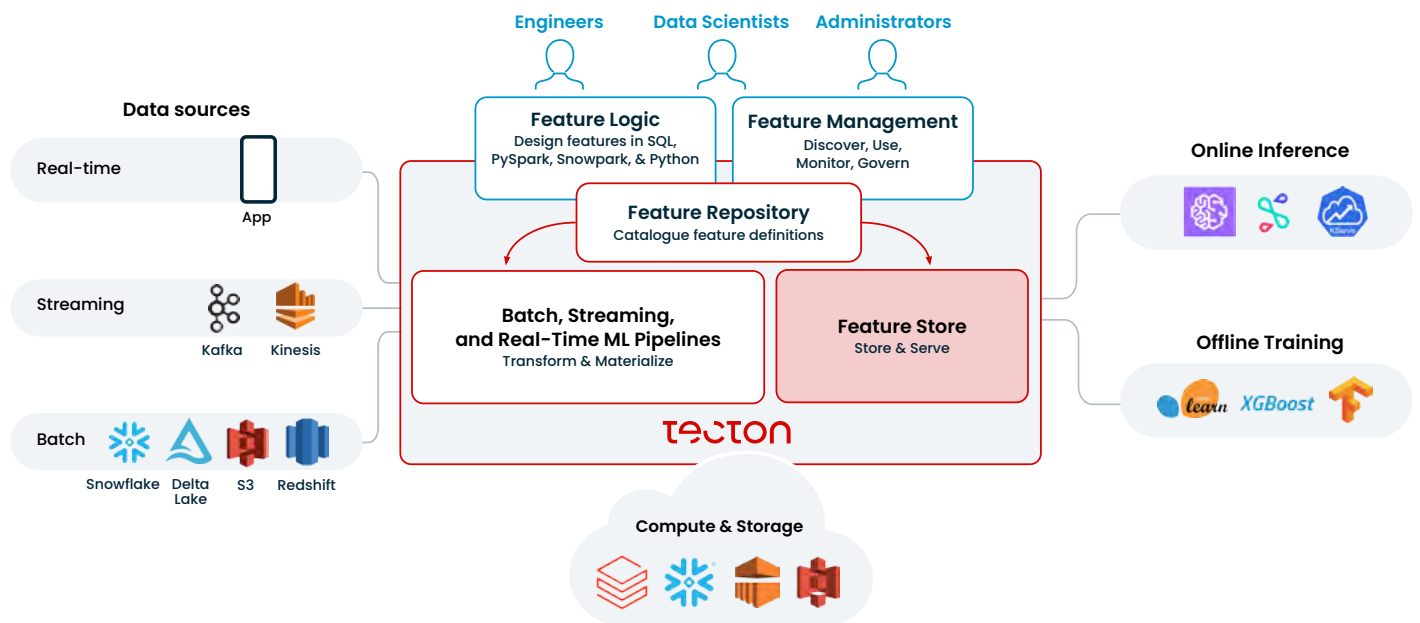 Engineers
Data Scientists
Administrators
Data sources
Real-time
App
Streaming
Kafka
Kinesis
Batch
Snowflake
Delta
Lake
S3
Redshift
Feature Logic
Design features in SQL,
PySpark, Snowpark, & Python
Feature Management
Discover, Use,
Monitor, Govern
Feature Repository
Catalogue feature definitions
Batch, Streaming,
and Real-Time ML Pipelines
Transform & Materialize
Feature Store
Store & Serve
tecton
Compute & Storage
Online Inference
KServe
Offline Training
learn
XGBoost